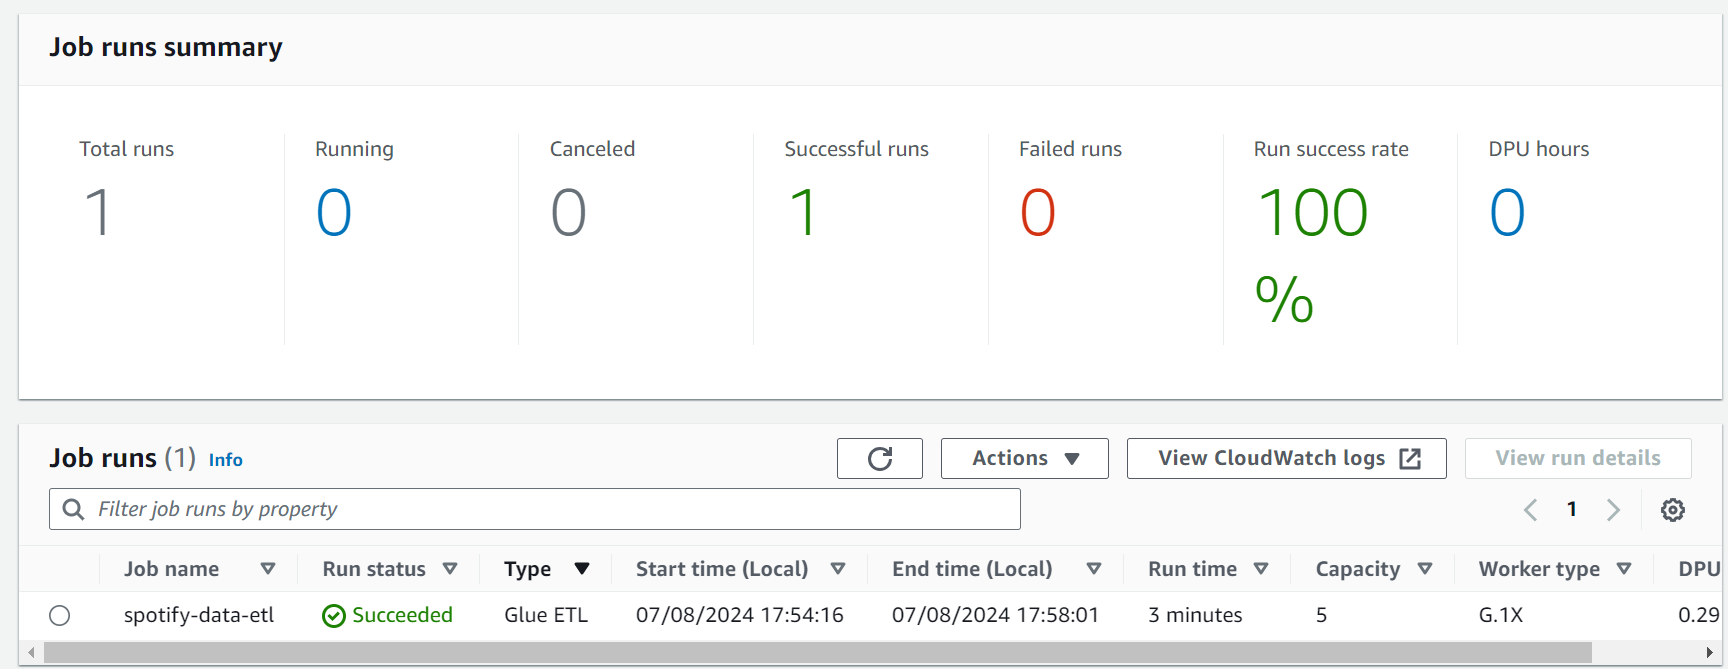 Job runs summary
Total runs
1
Running
0
Canceled
0
Successful runs
1
Failed runs
0
Run success rate
100
%
DPU hours
0
Job runs (1) Info
Actions
View CloudWatch logs
View run details
Filter job runs by property
1
Job name Run status Type Start time (Local) End time (Local) Run time Capacity Worker type DPU
spotify-data-etl Succeeded Glue ETL 07/08/2024 17:54:16 07/08/2024 17:58:01 3 minutes 5 G.1X 0.29